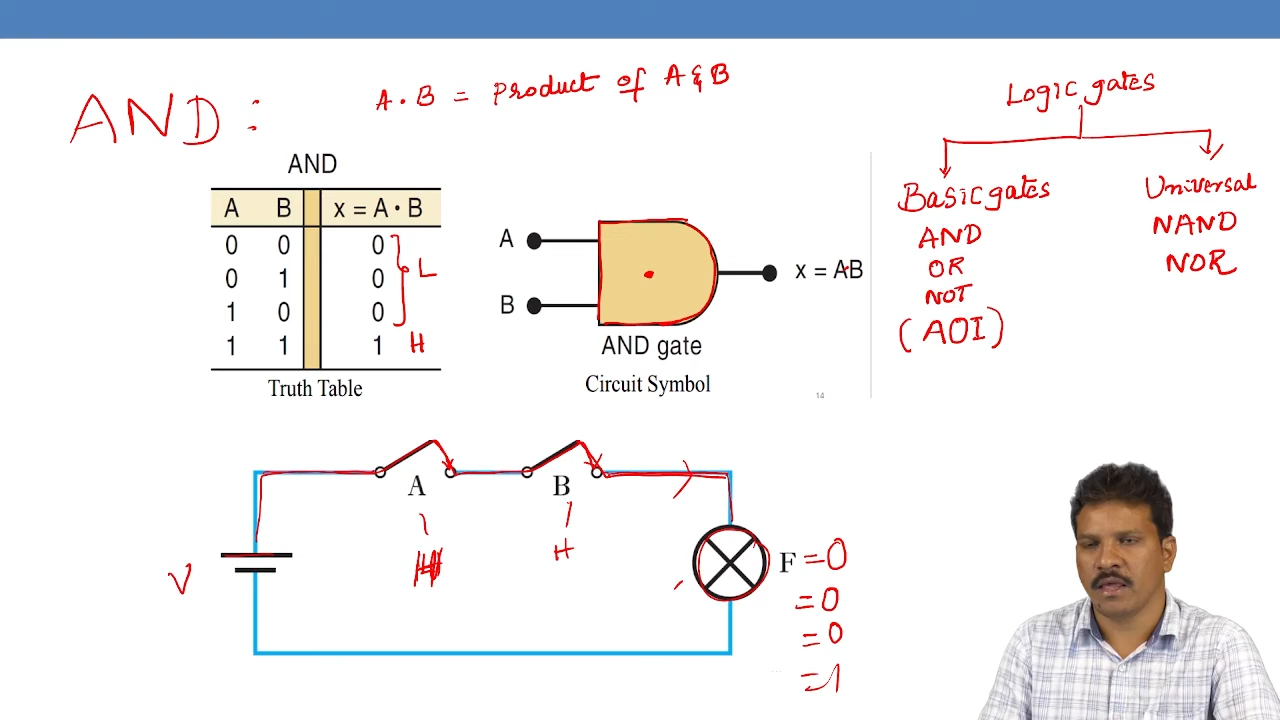 AND :
A . B = Product of A & B
Logic gates
Basic gates
AND
OR
NOT
(AOI)
Universal
NAND
NOR
AND
A B x = A • B
0 0 0
0 1 0
1 0 0
1 1 1
L
H
Truth Table
A
B
x = A•B
AND gate
Circuit Symbol
14
A
B
H
V
F = 0
= 0
= 0
= 1